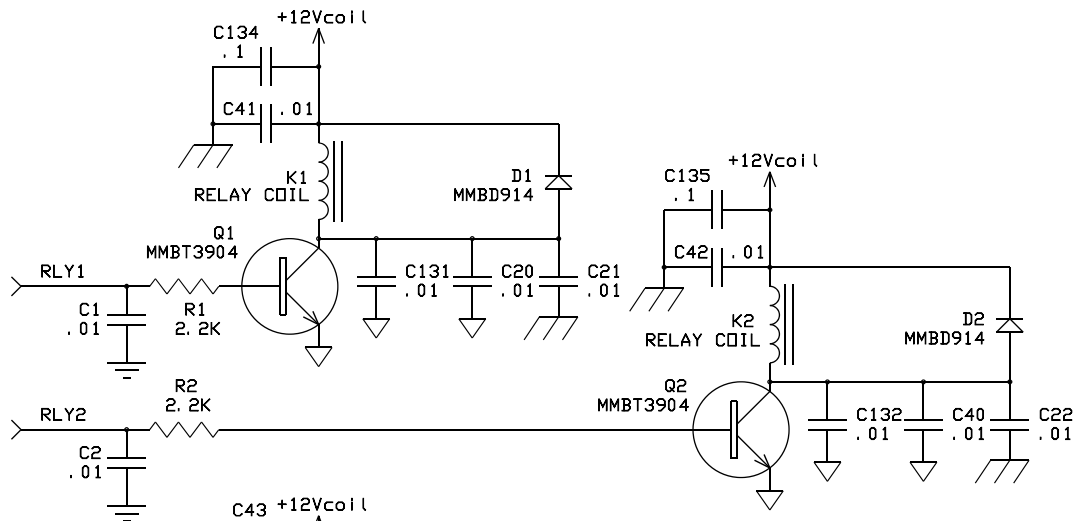 +12Vcoil
C134
.1
C41 .01
K1
RELAY COIL
D1
MMBD914
Q1
MMBT3904
RLY1
C1
.01
R1
2.2K
C131
.01
C20
.01
C21
.01
+12Vcoil
C135
.1
C42 .01
K2
RELAY COIL
D2
MMBD914
Q2
MMBT3904
R2
2.2K
RLY2
C2
.01
C132
.01
C40
.01
C22
.01
C43 +12Vcoil